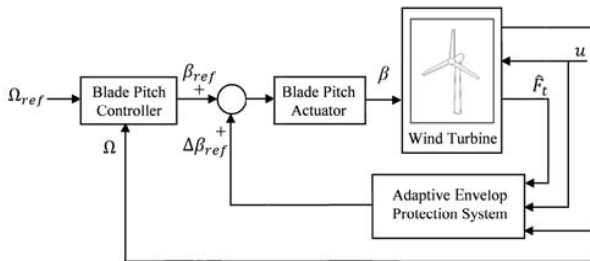 Ω_ref
Blade Pitch
Controller
β_ref
+
+
Δβ_ref
Ω
Blade Pitch
Actuator
β
Wind Turbine
u
F̂_t
Adaptive Envelop
Protection System